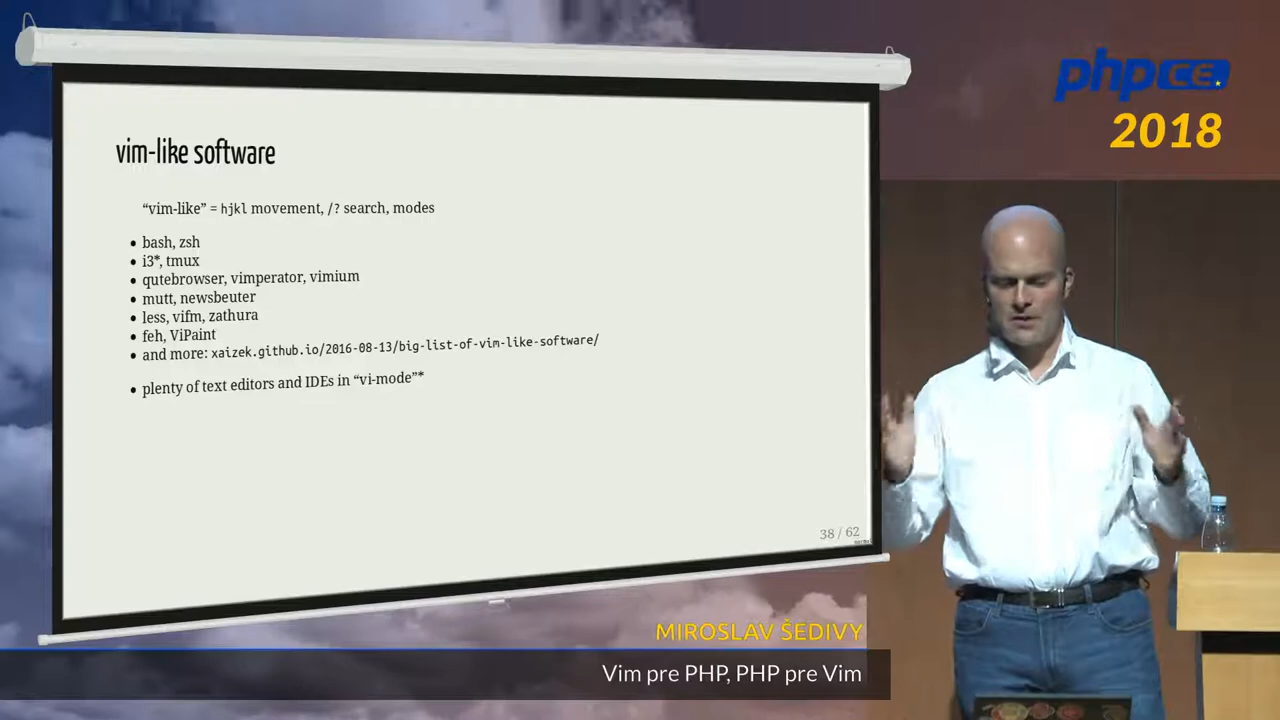 phpCE
2018
vim-like software
“vim-like” = hjkl movement, /? search, modes
• bash, zsh
• i3*, tmux
• qutebrowser, vimperator, vimium
• mutt, newsbeuter
• less, vifm, zathura
• feh, ViPaint
• and more: xaizek.github.io/2016-08-13/big-list-of-vim-like-software/
• plenty of text editors and IDEs in “vi-mode”*
38 / 62
MIROSLAV ŠEDIVY
Vim pre PHP, PHP pre Vim